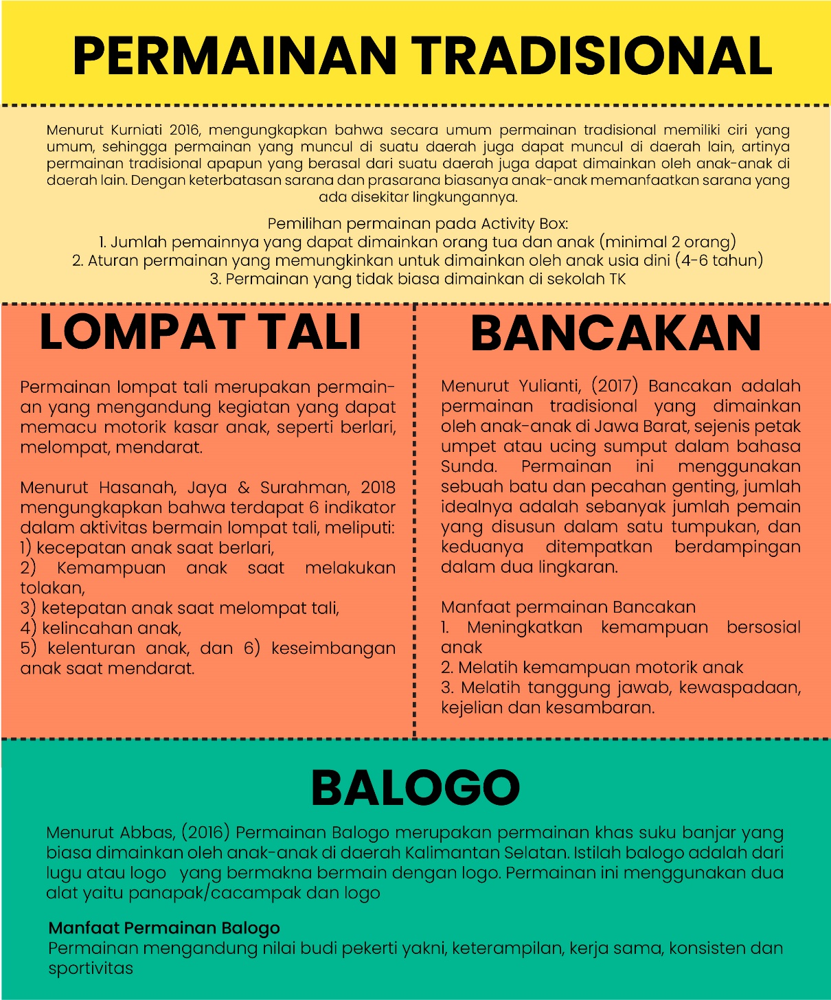 PERMAINAN TRADISIONAL
Menurut Kurniati 2016, mengungkapkan bahwa secara umum permainan tradisional memiliki ciri yang
umum, sehingga permainan yang muncul di suatu daerah juga dapat muncul di daerah lain, artinya
permainan tradisional apapun yang berasal dari suatu daerah juga dapat dimainkan oleh anak-anak di
daerah lain. Dengan keterbatasan sarana dan prasarana biasanya anak-anak memanfaatkan sarana yang
ada disekitar lingkungannya.
Pemilihan permainan pada Activity Box:
1. Jumlah pemainnya yang dapat dimainkan orang tua dan anak (minimal 2 orang)
2. Aturan permainan yang memungkinkan untuk dimainkan oleh anak usia dini (4-6 tahun)
3. Permainan yang tidak biasa dimainkan di sekolah TK
LOMPAT TALI
Permainan lompat tali merupakan permain-
an yang mengandung kegiatan yang dapat
memacu motorik kasar anak, seperti berlari,
melompat, mendarat.
Menurut Hasanah, Jaya & Surahman, 2018
mengungkapkan bahwa terdapat 6 indikator
dalam aktivitas bermain lompat tali, meliputi:
1) kecepatan anak saat berlari,
2) Kemampuan anak saat melakukan
tolakan,
3) ketepatan anak saat melompat tali,
4) kelincahan anak,
5) kelenturan anak, dan 6) keseimbangan
anak saat mendarat.
BANCAKAN
Menurut Yulianti, (2017) Bancakan adalah
permainan tradisional yang dimainkan
oleh anak-anak di Jawa Barat, sejenis petak
umpet atau ucing sumput dalam bahasa
Sunda. Permainan ini menggunakan
sebuah batu dan pecahan genting, jumlah
idealnya adalah sebanyak jumlah pemain
yang disusun dalam satu tumpukan, dan
keduanya ditempatkan berdampingan
dalam dua lingkaran.
Manfaat permainan Bancakan
1. Meningkatkan kemampuan bersosial
anak
2. Melatih kemampuan motorik anak
3. Melatih tanggung jawab, kewaspadaan,
kejelian dan kesambaran.
BALOGO
Menurut Abbas, (2016) Permainan Balogo merupakan permainan khas suku banjar yang
biasa dimainkan oleh anak-anak di daerah Kalimantan Selatan. Istilah balogo adalah dari
lugu atau logo yang bermakna bermain dengan logo. Permainan ini menggunakan dua
alat yaitu panapak/cacampak dan logo
Manfaat Permainan Balogo
Permainan mengandung nilai budi pekerti yakni, keterampilan, kerja sama, konsisten dan
sportivitas